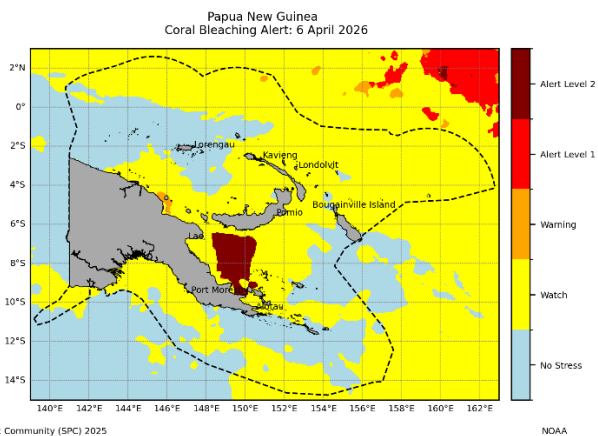 Papua New Guinea
Coral Bleaching Alert: 6 April 2026
2°N
0°
2°S
4°S
6°S
8°S
10°S
12°S
14°S
140°E 142°E 144°E 146°E 148°E 150°E 152°E 154°E 156°E 158°E 160°E 162°E
Lorengau
Kavieng
Londolvit
Bougainville Island
Pomio
Lae
Port More
Alotau
Alert Level 2
Alert Level 1
Warning
Watch
No Stress
Community (SPC) 2025
NOAA